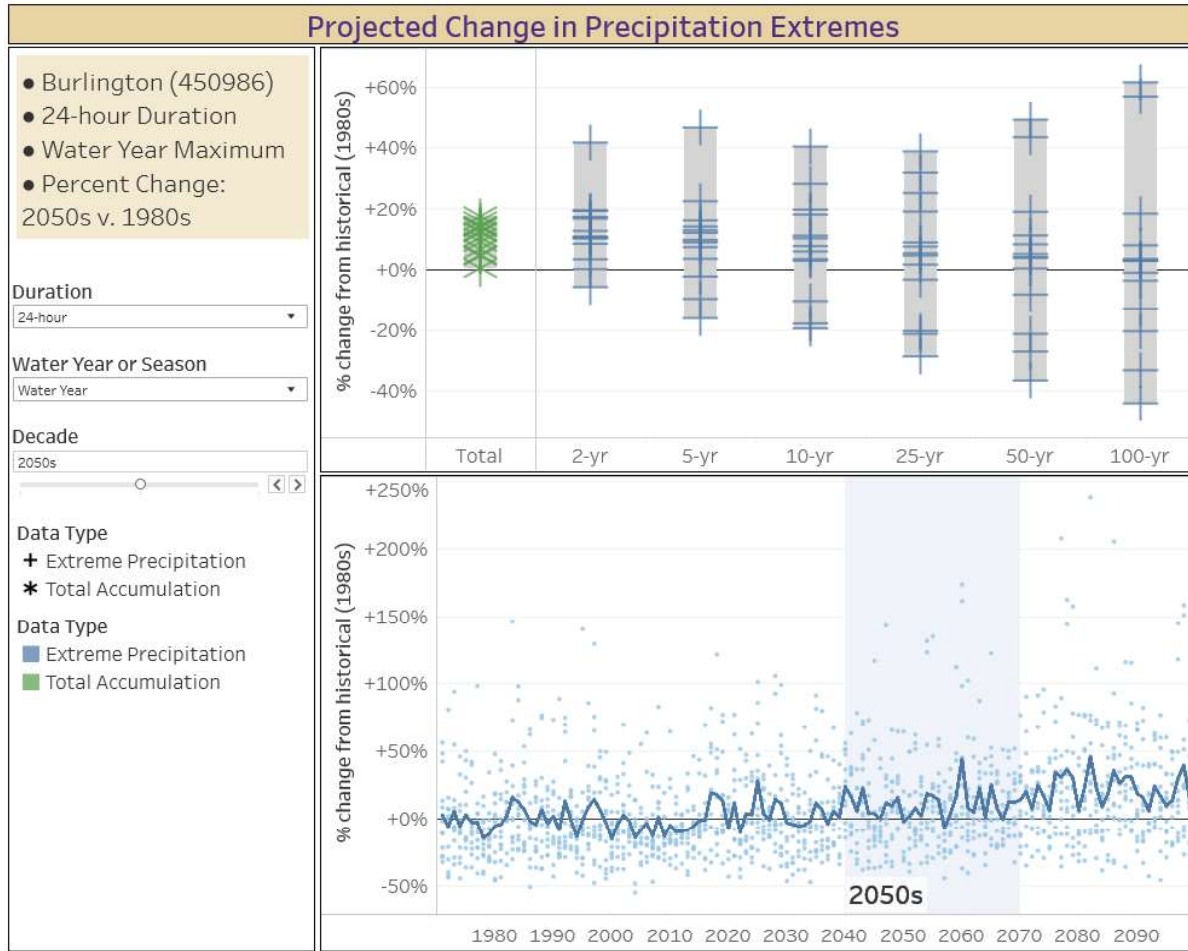 Projected Change in Precipitation Extremes
● Burlington (450986)
● 24-hour Duration
● Water Year Maximum
● Percent Change:
2050s v. 1980s
Duration
24-hour
Water Year or Season
Water Year
Decade
2050s
Data Type
+ Extreme Precipitation
* Total Accumulation
Data Type
Extreme Precipitation
Total Accumulation
% change from historical (1980s)
+60%
+40%
+20%
+0%
-20%
-40%
Total 2-yr 5-yr 10-yr 25-yr 50-yr 100-yr
% change from historical (1980s)
+250%
+200%
+150%
+100%
+50%
+0%
-50%
2050s
1980 1990 2000 2010 2020 2030 2040 2050 2060 2070 2080 2090